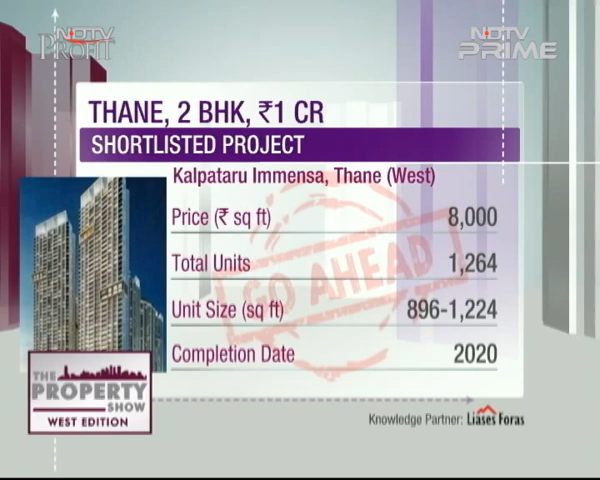 NDTV
PROFIT
NDTV
PRIME
THANE, 2 BHK, ₹1 CR
SHORTLISTED PROJECT
Kalpataru Immensa, Thane (West)
Price (₹ sq ft) 8,000
Total Units 1,264
Unit Size (sq ft) 896-1,224
Completion Date 2020
GO AHEAD
THE
PROPERTY
SHOW
WEST EDITION
Knowledge Partner: Liases Foras